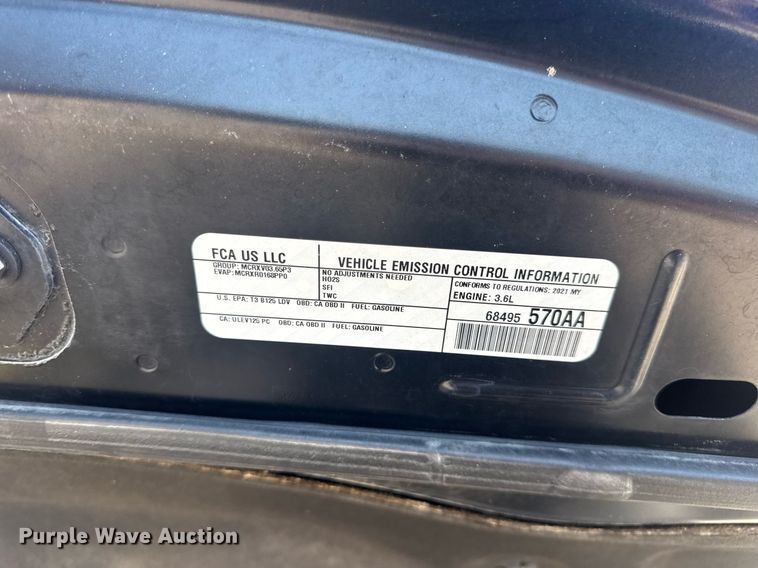 FCA US LLC
GROUP: MCRXV03.65P3
EVAP: MCRXR0168PP0
VEHICLE EMISSION CONTROL INFORMATION
NO ADJUSTMENTS NEEDED
HO2S
SFI
TWC
CONFORMS TO REGULATIONS: 2021 MY
ENGINE: 3.6L
U.S. EPA: T3 B125 LDV OBD: CA OBD II FUEL: GASOLINE
CA: ULEV125 PC OBD: CA OBD II FUEL: GASOLINE
68495 570AA
Purple Wave Auction